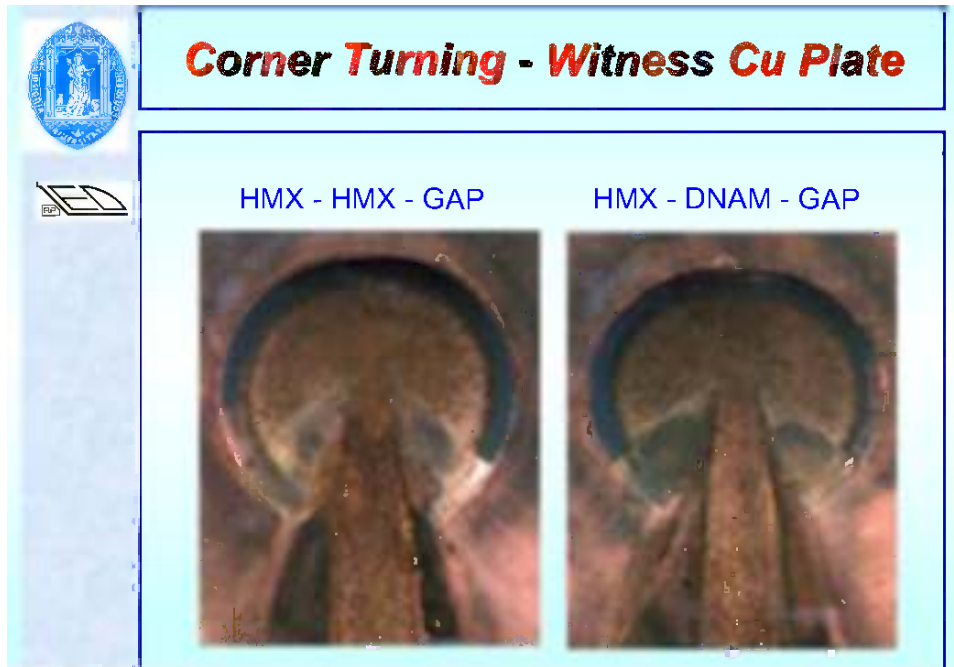 Corner Turning - Witness Cu Plate
HMX - HMX - GAP
HMX - DNAM - GAP